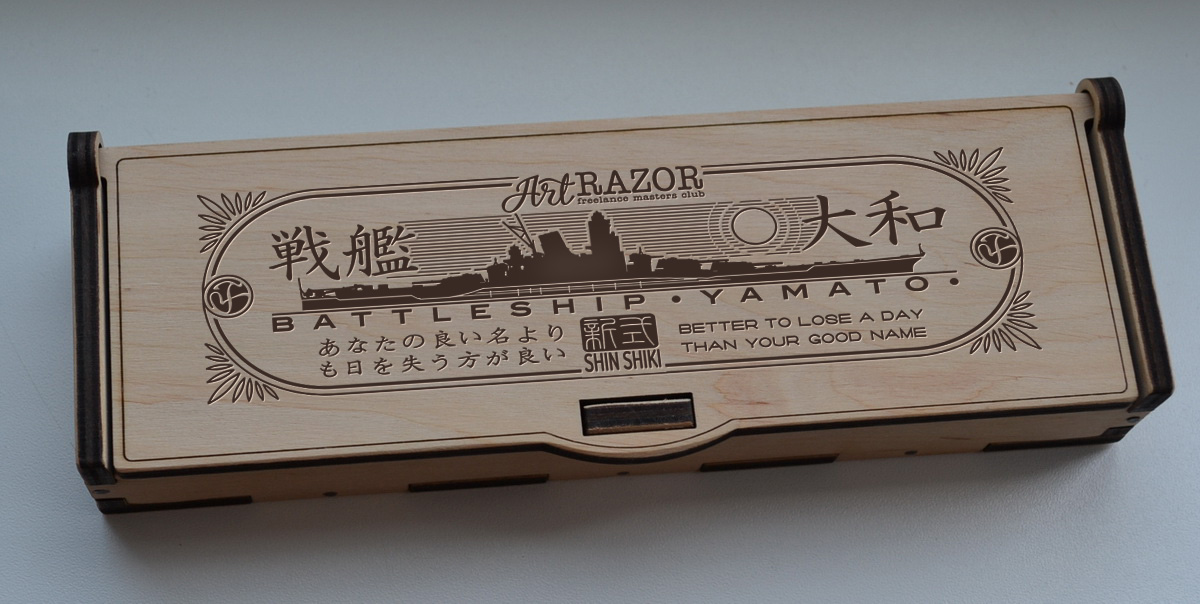 Art RAZOR
freelance masters club
戦艦
大和
BATTLESHIP • YAMATO •
あなたの良い名より
も日を失う方が良い
新式
SHIN SHIKI
BETTER TO LOSE A DAY
THAN YOUR GOOD NAME